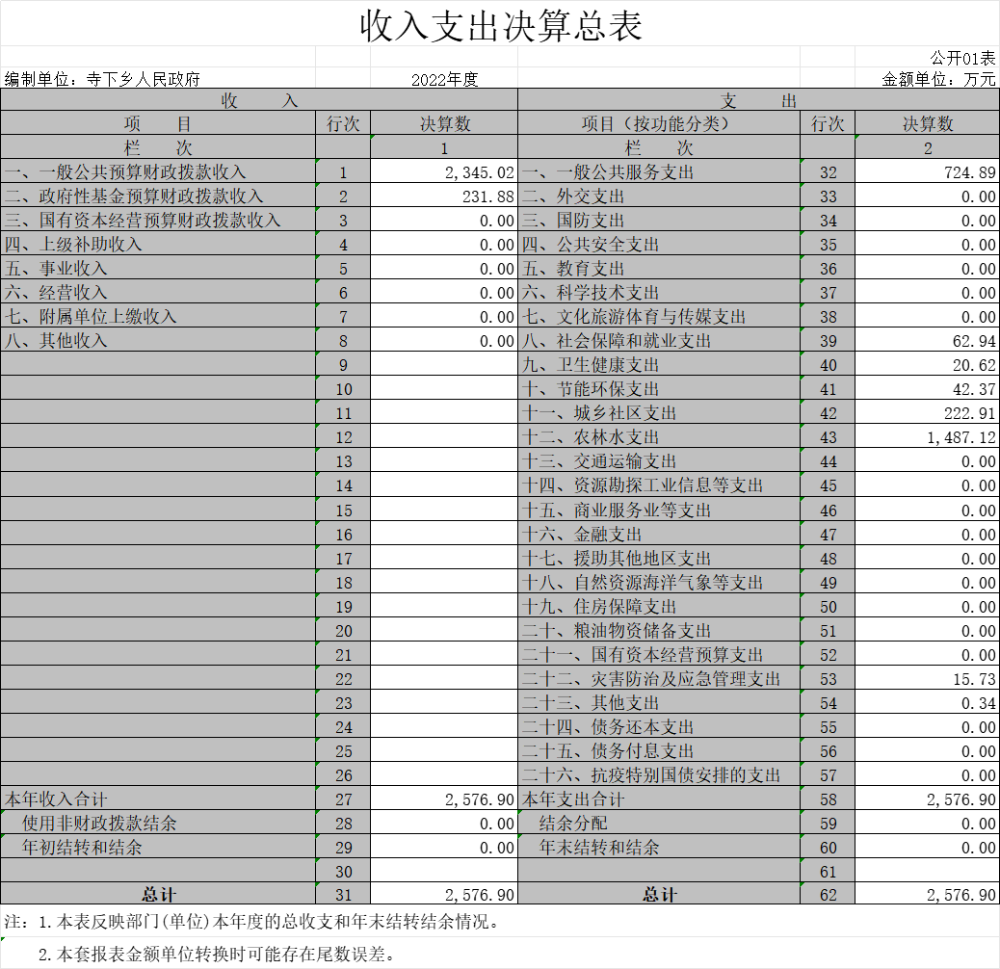 收入支出决算总表
公开01表
编制单位：寺下乡人民政府 2022年度 金额单位：万元
收 入 支 出
项 目 行次 决算数 项目（按功能分类） 行次 决算数
栏 次 1 栏 次 2
一、一般公共预算财政拨款收入 1 2,345.02 一、一般公共服务支出 32 724.89
二、政府性基金预算财政拨款收入 2 231.88 二、外交支出 33 0.00
三、国有资本经营预算财政拨款收入 3 0.00 三、国防支出 34 0.00
四、上级补助收入 4 0.00 四、公共安全支出 35 0.00
五、事业收入 5 0.00 五、教育支出 36 0.00
六、经营收入 6 0.00 六、科学技术支出 37 0.00
七、附属单位上缴收入 7 0.00 七、文化旅游体育与传媒支出 38 0.00
八、其他收入 8 0.00 八、社会保障和就业支出 39 62.94
9 九、卫生健康支出 40 20.62
10 十、节能环保支出 41 42.37
11 十一、城乡社区支出 42 222.91
12 十二、农林水支出 43 1,487.12
13 十三、交通运输支出 44 0.00
14 十四、资源勘探工业信息等支出 45 0.00
15 十五、商业服务业等支出 46 0.00
16 十六、金融支出 47 0.00
17 十七、援助其他地区支出 48 0.00
18 十八、自然资源海洋气象等支出 49 0.00
19 十九、住房保障支出 50 0.00
20 二十、粮油物资储备支出 51 0.00
21 二十一、国有资本经营预算支出 52 0.00
22 二十二、灾害防治及应急管理支出 53 15.73
23 二十三、其他支出 54 0.34
24 二十四、债务还本支出 55 0.00
25 二十五、债务付息支出 56 0.00
26 二十六、抗疫特别国债安排的支出 57 0.00
本年收入合计 27 2,576.90 本年支出合计 58 2,576.90
使用非财政拨款结余 28 0.00 结余分配 59 0.00
年初结转和结余 29 0.00 年末结转和结余 60 0.00
30 61
总计 31 2,576.90 总计 62 2,576.90
注：1.本表反映部门(单位)本年度的总收支和年末结转结余情况。
2.本套报表金额单位转换时可能存在尾数误差。